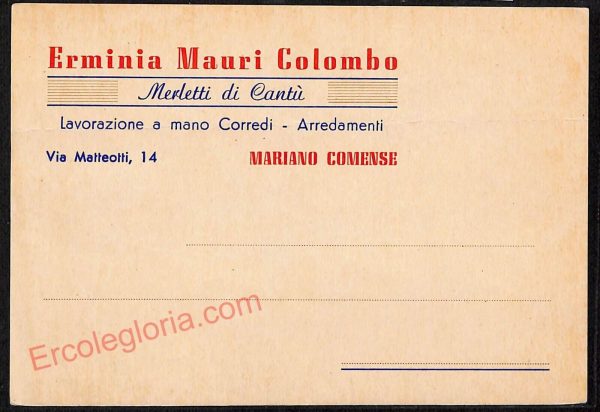 Erminia Mauri Colombo
Merletti di Cantù
Lavorazione a mano Corredi - Arredamenti
Via Matteotti, 14 MARIANO COMENSE
Ercolegloria.com